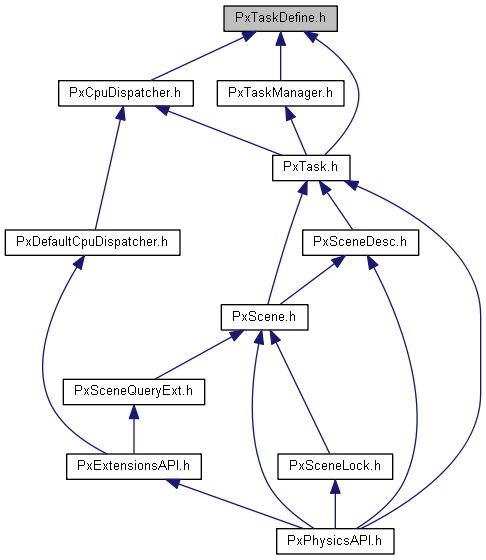 PxTaskDefine.h
PxCpuDispatcher.h
PxTaskManager.h
PxTask.h
PxDefaultCpuDispatcher.h
PxSceneDesc.h
PxScene.h
PxSceneQueryExt.h
PxExtensionsAPI.h
PxSceneLock.h
PxPhysicsAPI.h